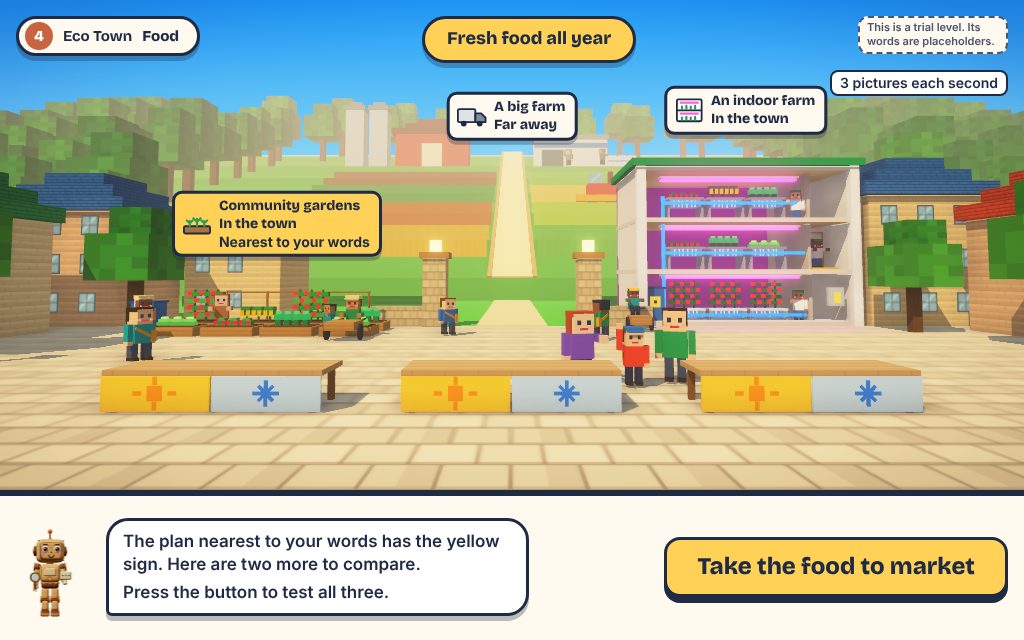 4 Eco Town Food
Fresh food all year
This is a trial level. Its
words are placeholders.
3 pictures each second
A big farm
Far away
An indoor farm
In the town
Community gardens
In the town
Nearest to your words
The plan nearest to your words has the yellow
sign. Here are two more to compare.
Press the button to test all three.
Take the food to market